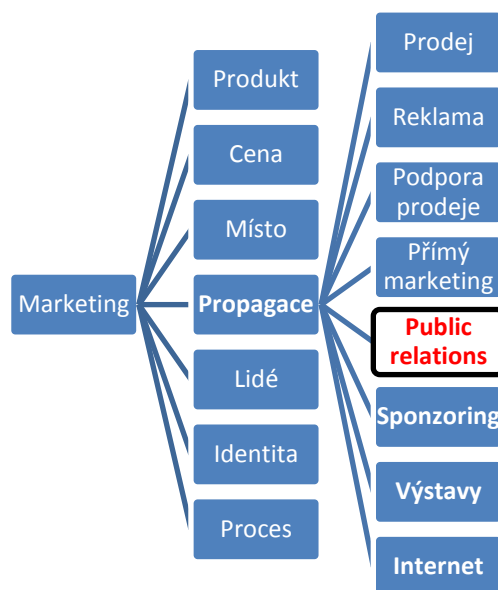 Marketing
Produkt
Cena
Místo
Propagace
Lidé
Identita
Proces
Prodej
Reklama
Podpora
prodeje
Přímý
marketing
Public
relations
Sponzoring
Výstavy
Internet